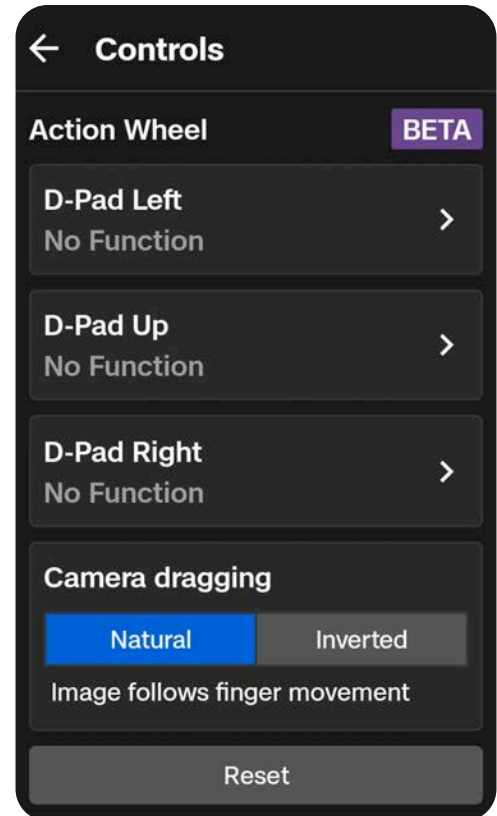 Controls
Action Wheel BETA
D-Pad Left
No Function
D-Pad Up
No Function
D-Pad Right
No Function
Camera dragging
Natural Inverted
Image follows finger movement
Reset